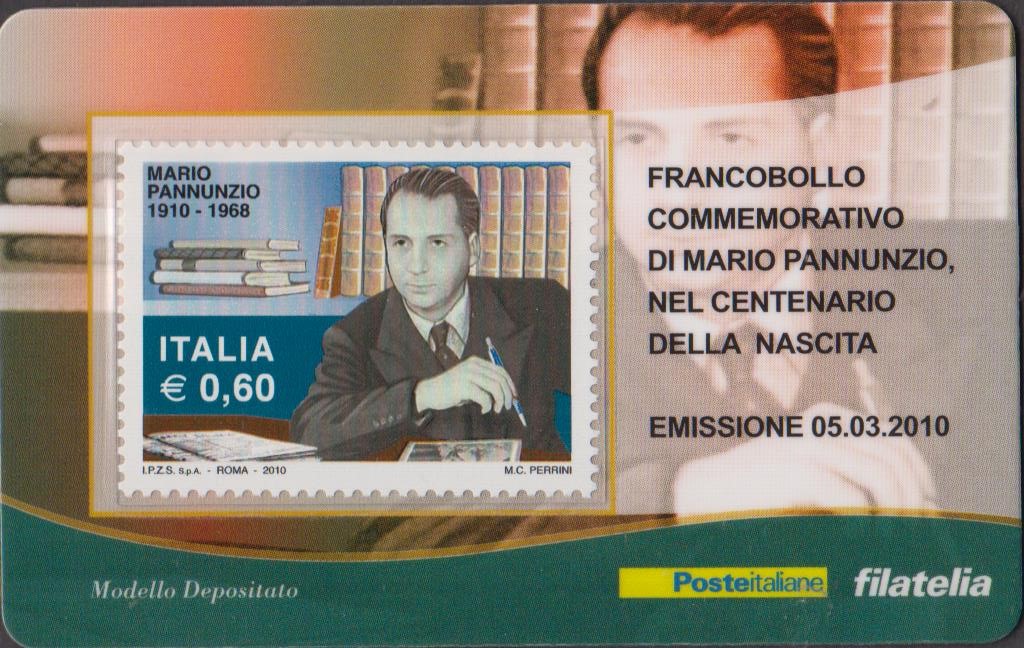 MARIO
PANNUNZIO
1910 - 1968
ITALIA
€ 0,60
I.P.Z.S. S.p.A. - ROMA - 2010
M.C. PERRINI
FRANCOBOLLO
COMMEMORATIVO
DI MARIO PANNUNZIO,
NEL CENTENARIO
DELLA NASCITA
EMISSIONE 05.03.2010
Modello Depositato
Posteitaliane
filatelia